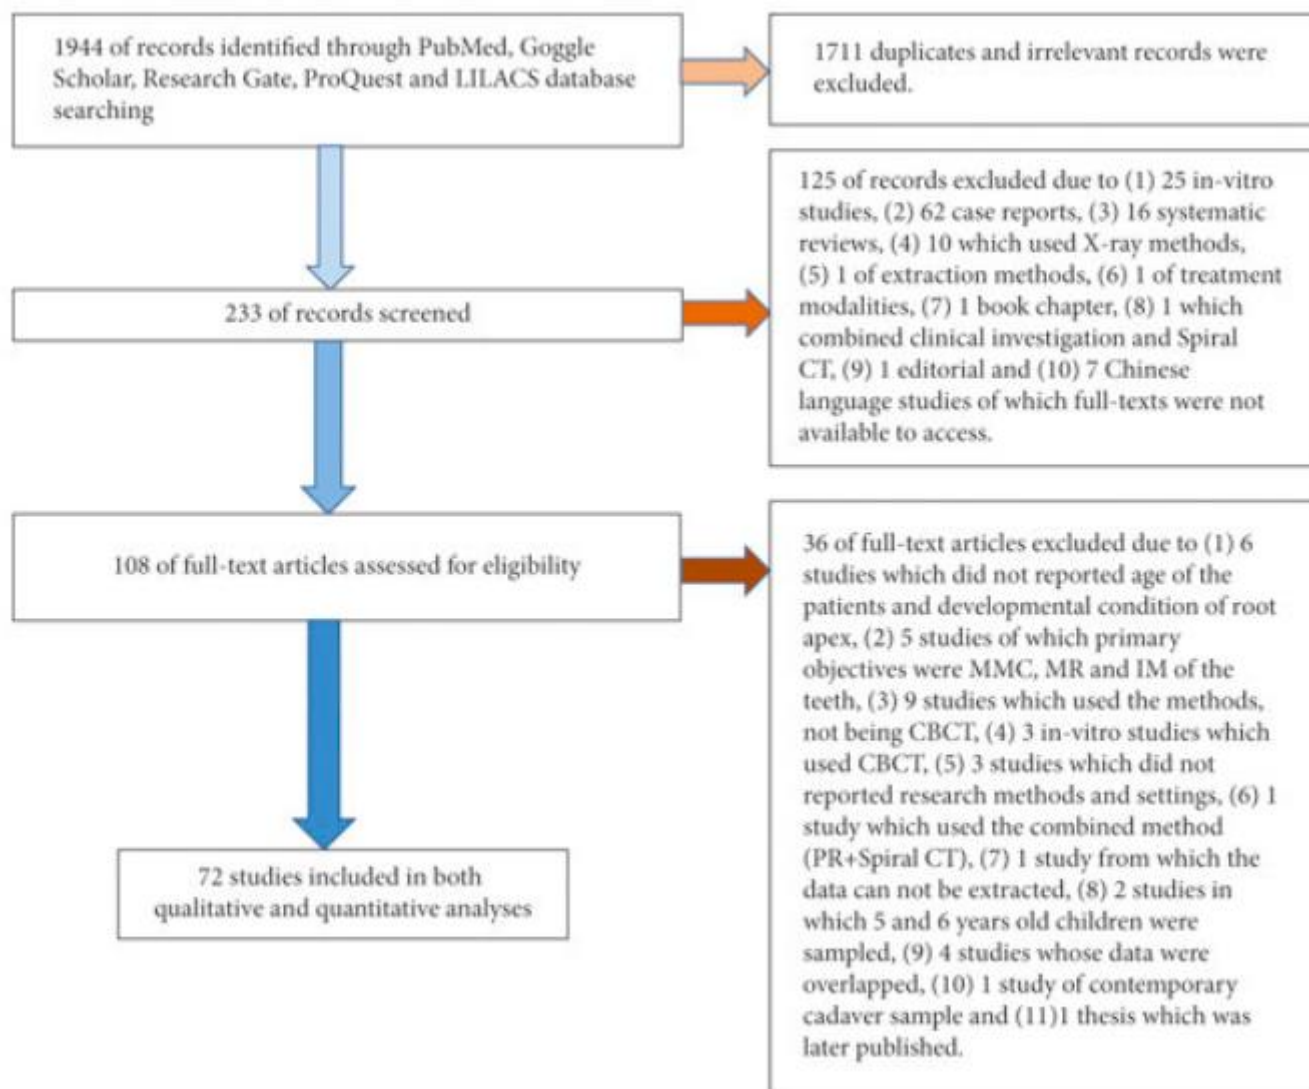 1944 of records identified through PubMed, Goggle
Scholar, Research Gate, ProQuest and LILACS database
searching
1711 duplicates and irrelevant records were
excluded.
125 of records excluded due to (1) 25 in-vitro
studies, (2) 62 case reports, (3) 16 systematic
reviews, (4) 10 which used X-ray methods,
(5) 1 of extraction methods, (6) 1 of treatment
modalities, (7) 1 book chapter, (8) 1 which
combined clinical investigation and Spiral
CT, (9) 1 editorial and (10) 7 Chinese
language studies of which full-texts were not
available to access.
233 of records screened
108 of full-text articles assessed for eligibility
36 of full-text articles excluded due to (1) 6
studies which did not reported age of the
patients and developmental condition of root
apex, (2) 5 studies of which primary
objectives were MMC, MR and IM of the
teeth, (3) 9 studies which used the methods,
not being CBCT, (4) 3 in-vitro studies which
used CBCT, (5) 3 studies which did not
reported research methods and settings, (6) 1
study which used the combined method
(PR+Spiral CT), (7) 1 study from which the
data can not be extracted, (8) 2 studies in
which 5 and 6 years old children were
sampled, (9) 4 studies whose data were
overlapped, (10) 1 study of contemporary
cadaver sample and (11)1 thesis which was
later published.
72 studies included in both
qualitative and quantitative analyses